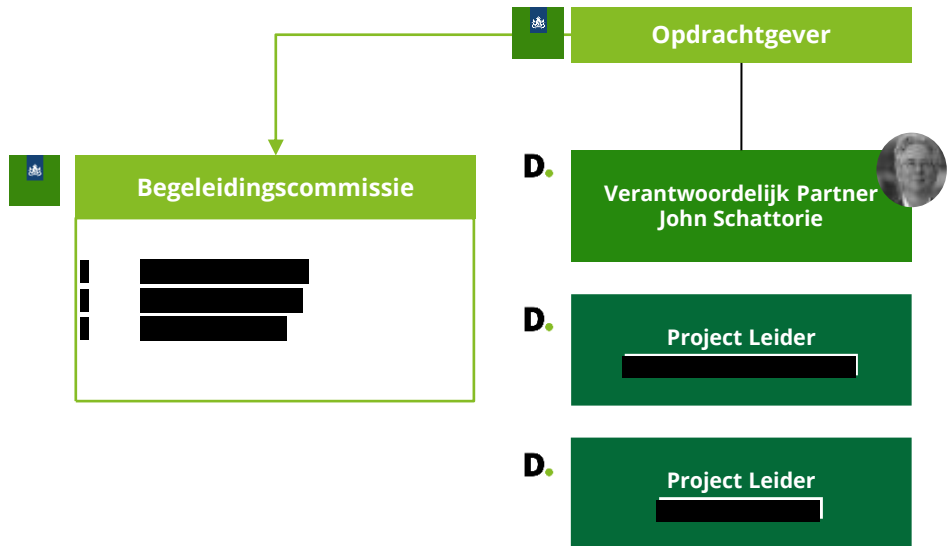 Opdrachtgever
Begeleidingscommissie
D.
Verantwoordelijk Partner
John Schattorie
D.
Project Leider
D.
Project Leider